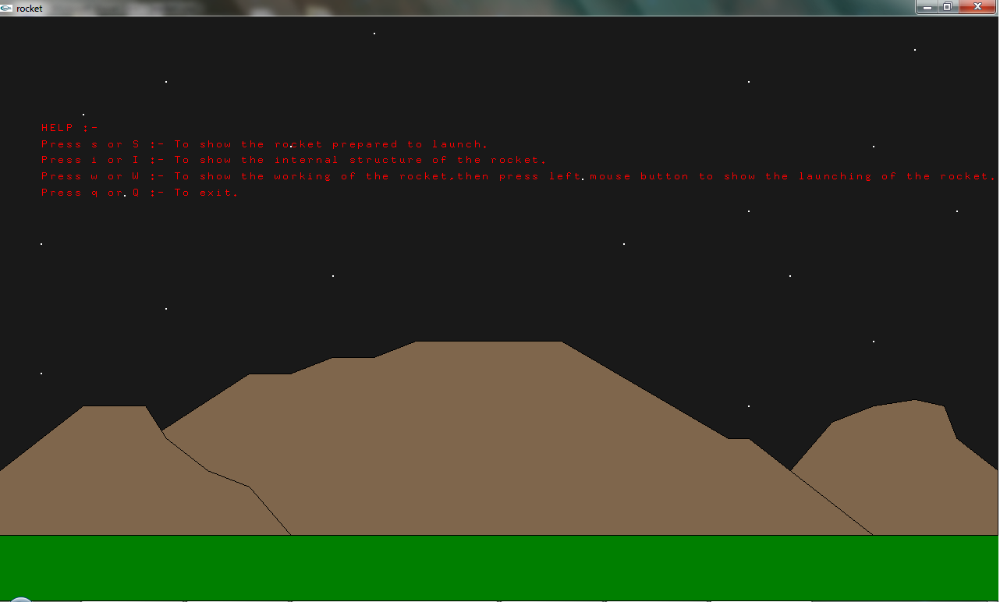 rocket
HELP :-
Press s or S :- To show the rocket prepared to launch.
Press i or I :- To show the internal structure of the rocket.
Press w or W :- To show the working of the rocket,then press left mouse button to show the launching of the rocket.
Press q or Q :- To exit.